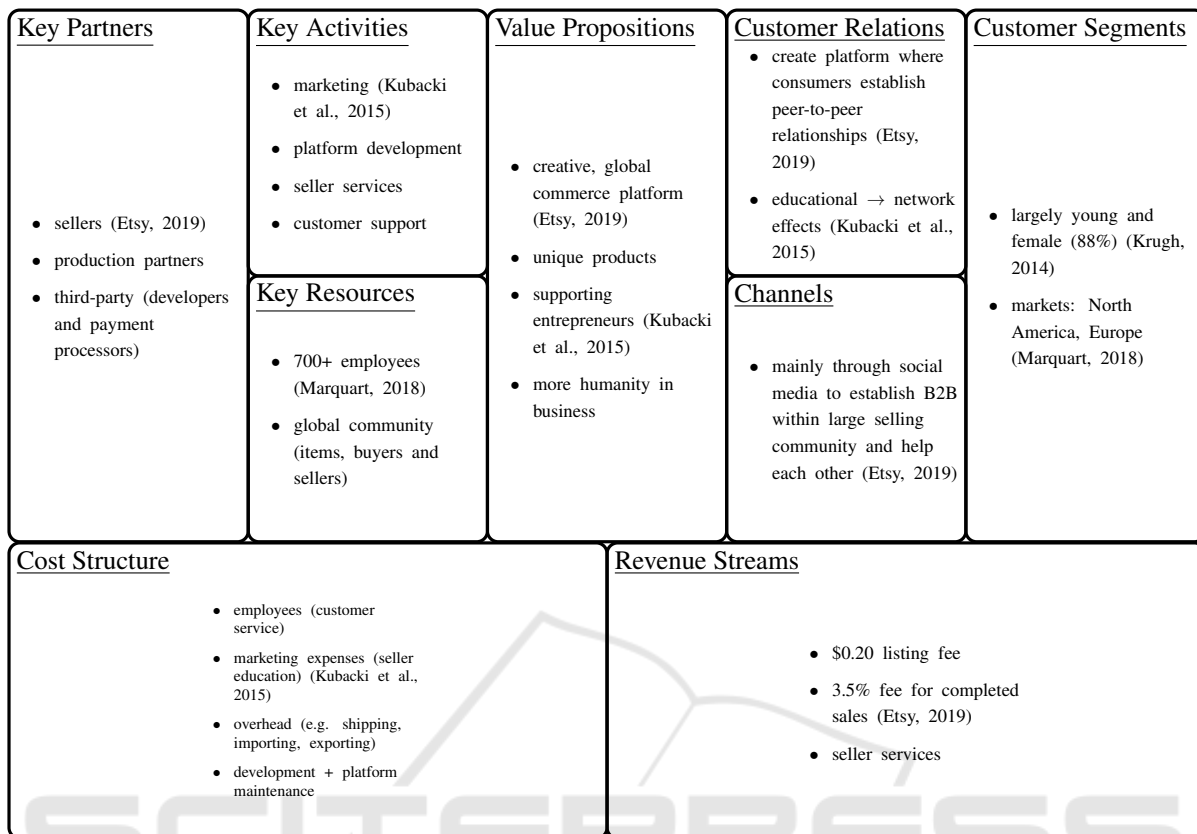 Key Partners
• sellers (Etsy, 2019)
• production partners
• third-party (developers
and payment
processors)
Key Activities
• marketing (Kubacki
et al., 2015)
• platform development
• seller services
• customer support
Key Resources
• 700+ employees
(Marquart, 2018)
• global community
(items, buyers and
sellers)
Value Propositions
• creative, global
commerce platform
(Etsy, 2019)
• unique products
• supporting
entrepreneurs (Kubacki
et al., 2015)
• more humanity in
business
Customer Relations
• create platform where
consumers establish
peer-to-peer
relationships (Etsy,
2019)
• educational → network
effects (Kubacki et al.,
2015)
Channels
• mainly through social
media to establish B2B
within large selling
community and help
each other (Etsy, 2019)
Customer Segments
• largely young and
female (88%) (Krugh,
2014)
• markets: North
America, Europe
(Marquart, 2018)
Cost Structure
• employees (customer
service)
• marketing expenses (seller
education) (Kubacki et al.,
2015)
• overhead (e.g. shipping,
importing, exporting)
• development + platform
maintenance
Revenue Streams
• $0.20 listing fee
• 3.5% fee for completed
sales (Etsy, 2019)
• seller services
SCITEPRESS